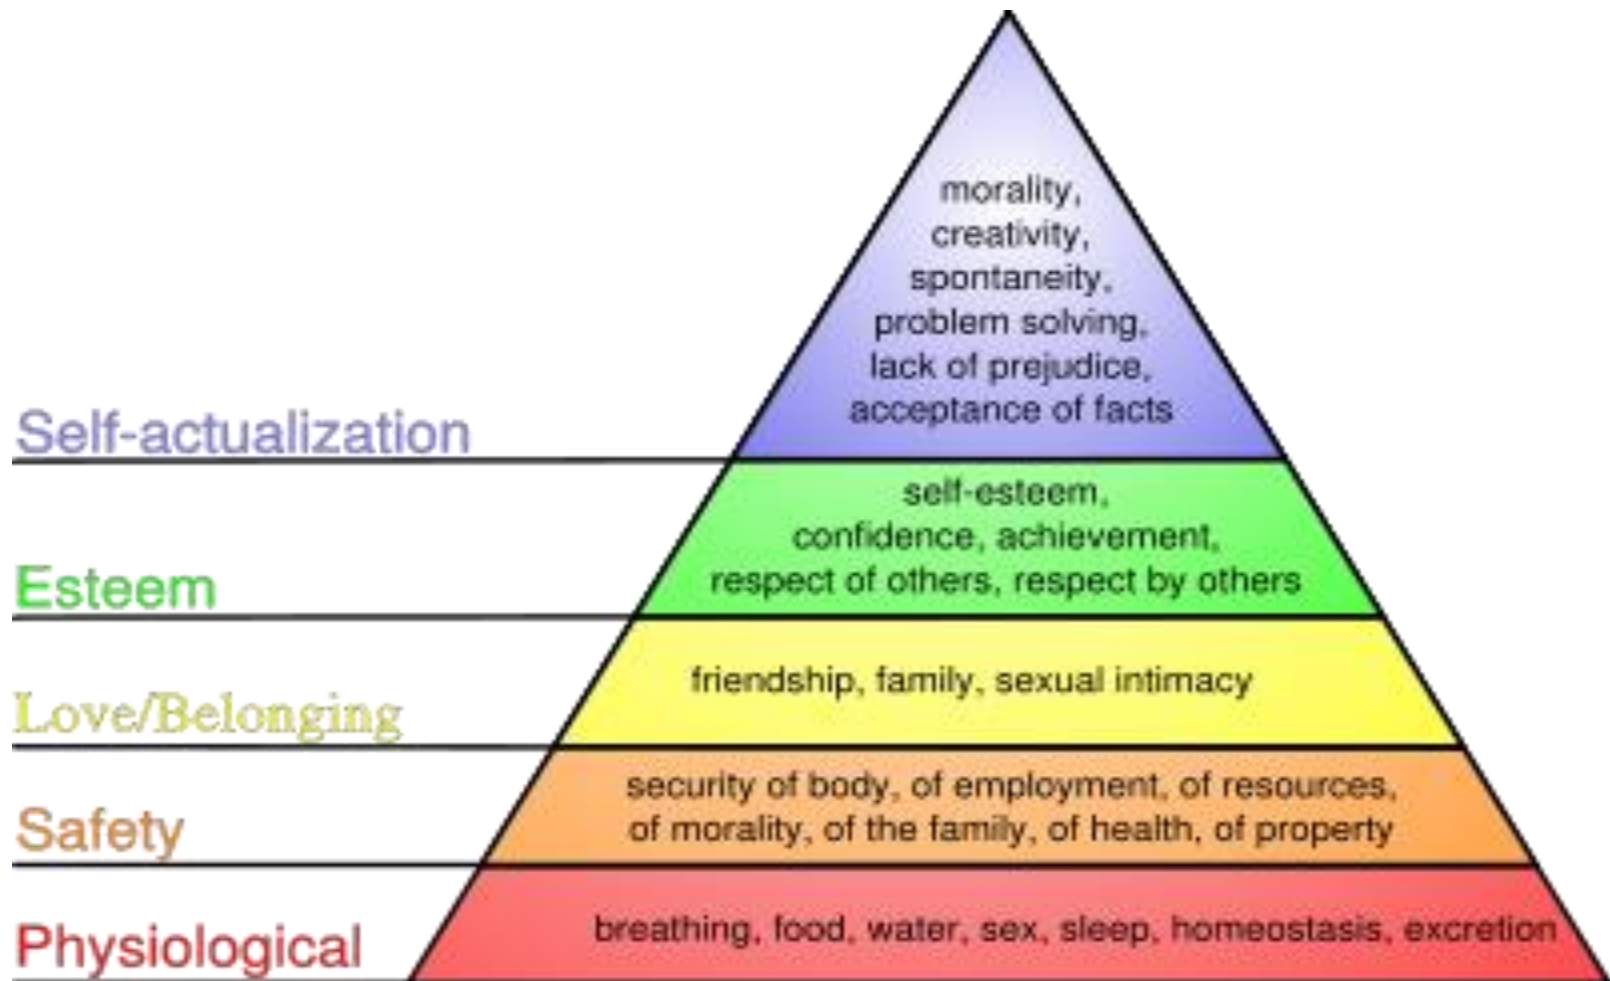 morality,
creativity,
spontaneity,
problem solving,
lack of prejudice,
acceptance of facts
Self-actualization
self-esteem,
confidence, achievement,
respect of others, respect by others
Esteem
friendship, family, sexual intimacy
Love/Belonging
security of body, of employment, of resources,
of morality, of the family, of health, of property
Safety
breathing, food, water, sex, sleep, homeostasis, excretion
Physiological